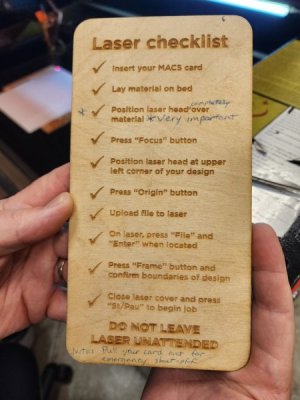 Laser checklist
✓ Insert your MACS card
✓ Lay material on bed
completely
* ✓ Position laser head over
material * very important
✓ Press "Focus" button
✓ Position laser head at upper
left corner of your design
✓ Press "Origin" button
✓ Upload file to laser
✓ On laser, press "File" and
"Enter" when located
✓ Press "Frame" button and
confirm boundaries of design
✓ Close laser cover and press
"St/Pau" to begin job
DO NOT LEAVE
LASER UNATTENDED
Pull your card out for
emergency shut off